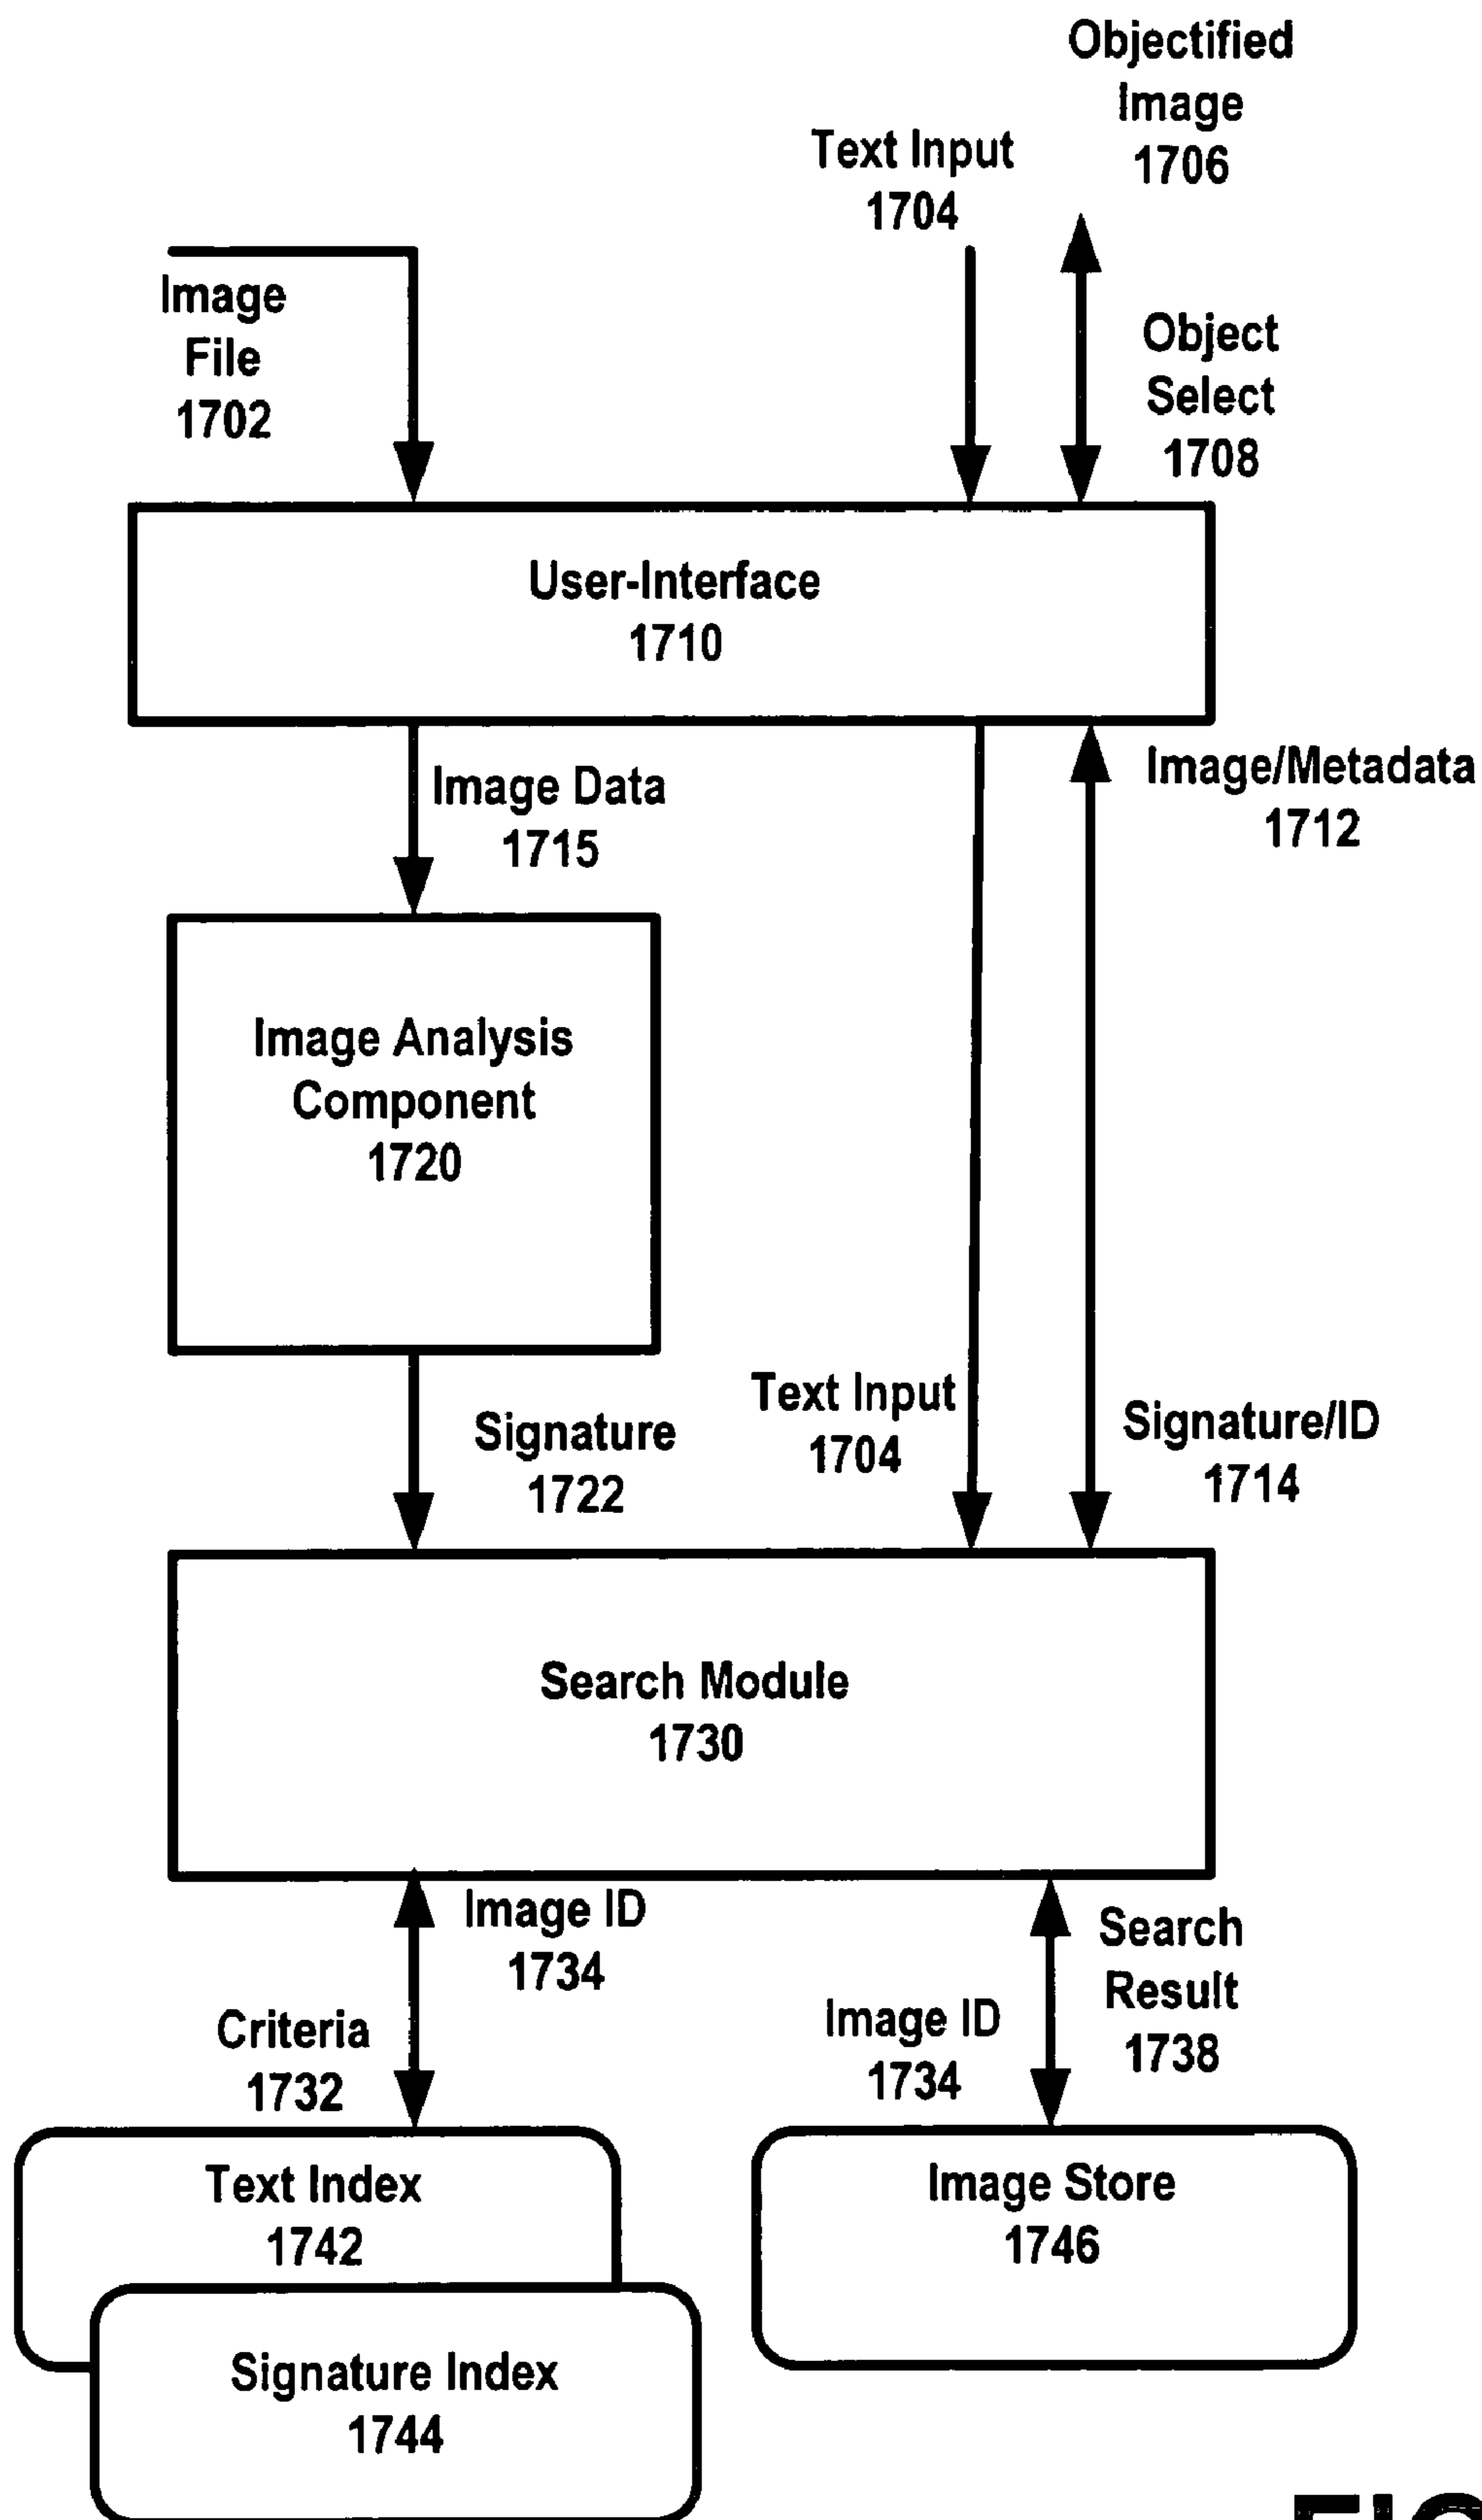 Objectified
Image
1706
Text Input
1704
Image
File
1702
Object
Select
1708
User-Interface
1710
Image Data
1715
Image/Metadata
1712
Image Analysis
Component
1720
Signature
1722
Text Input
1704
Signature/ID
1714
Search Module
1730
Image ID
1734
Criteria
1732
Search
Result
1738
Image ID
1734
Text Index
1742
Image Store
1746
Signature Index
1744